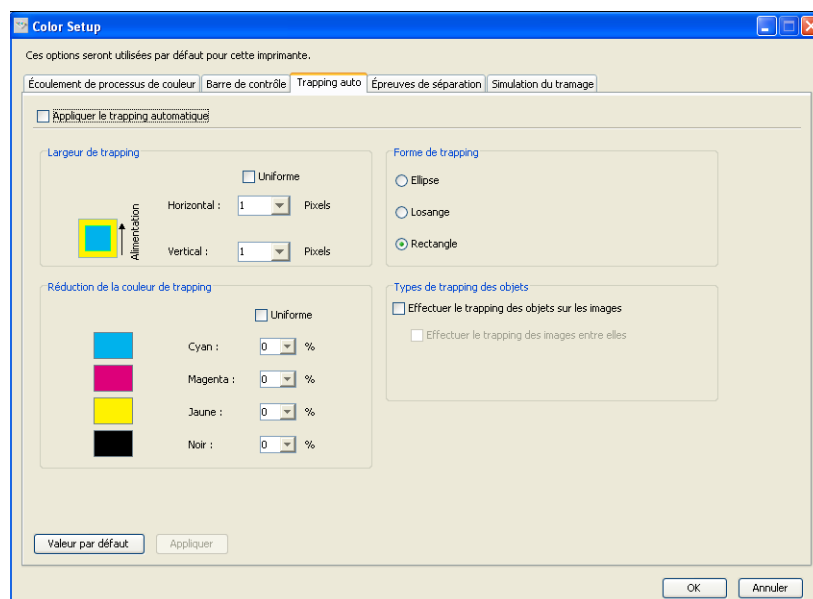 Color Setup
Ces options seront utilisées par défaut pour cette imprimante.
Écoulement de processus de couleur
Barre de contrôle
Trapping auto
Épreuves de séparation
Simulation du tramage
Appliquer le trapping automatique
Largeur de trapping
Uniforme
Alimentation
Horizontal :
1
Pixels
Vertical :
1
Pixels
Forme de trapping
Ellipse
Losange
Rectangle
Réduction de la couleur de trapping
Uniforme
Cyan :
0
%
Magenta :
0
%
Jaune :
0
%
Noir :
0
%
Types de trapping des objets
Effectuer le trapping des objets sur les images
Effectuer le trapping des images entre elles
Valeur par défaut
Appliquer
OK
Annuler